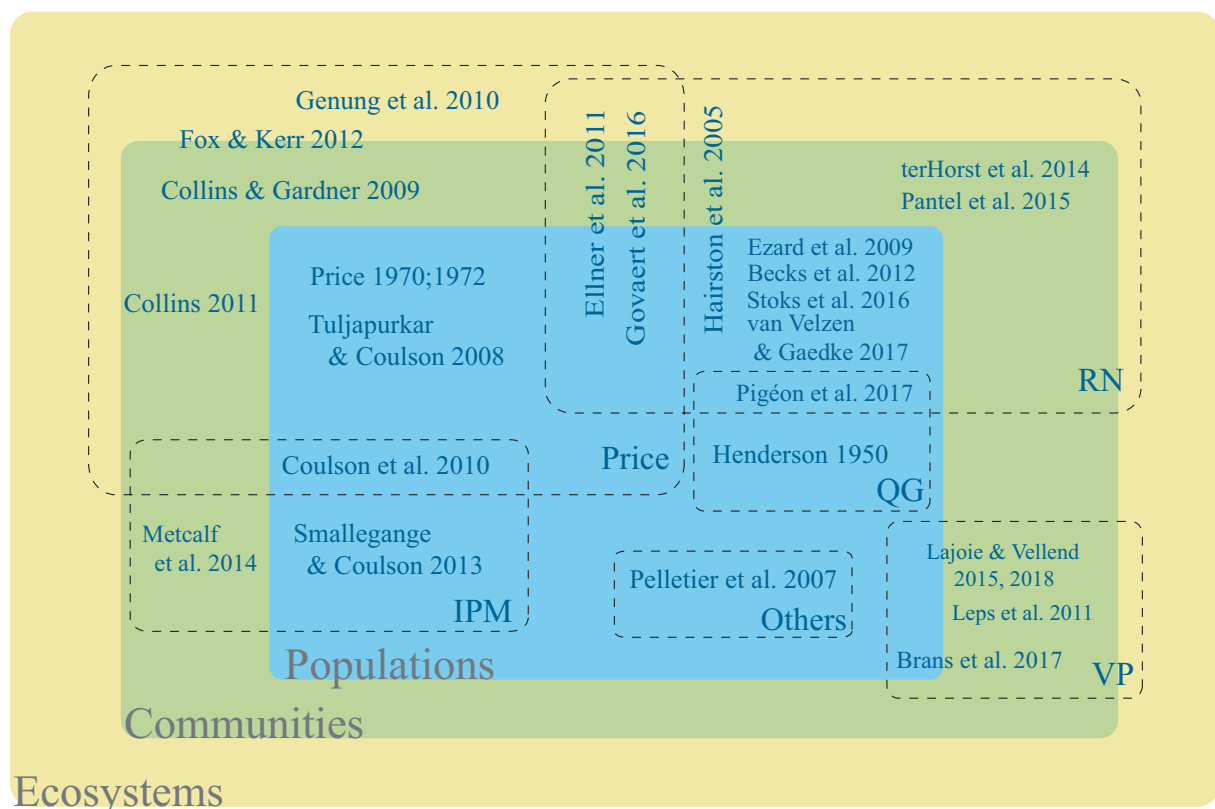 Genung et al. 2010
Fox & Kerr 2012
Collins & Gardner 2009
Collins 2011
Price 1970;1972
Tuljapurkar
& Coulson 2008
Ellner et al. 2011
Govaert et al. 2016
Hairston et al. 2005
terHorst et al. 2014
Pantel et al. 2015
Ezard et al. 2009
Becks et al. 2012
Stoks et al. 2016
van Velzen
& Gaedke 2017
RN
Pigéon et al. 2017
Henderson 1950
QG
Price
Coulson et al. 2010
Metcalf
et al. 2014
Smallegange
& Coulson 2013
IPM
Pelletier et al. 2007
Others
Lajoie & Vellend
2015, 2018
Leps et al. 2011
Brans et al. 2017
VP
Populations
Communities
Ecosystems